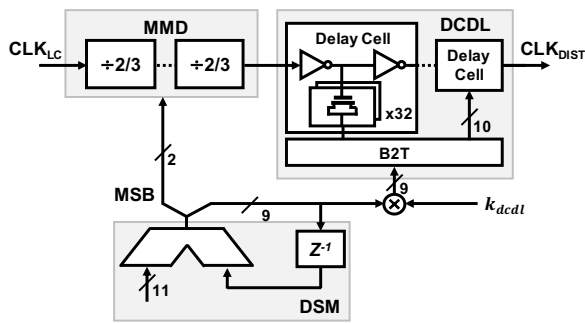 MMD
DCDL
CLK_LC
÷2/3
÷2/3
Delay Cell
x32
Delay
Cell
CLK_DIST
10
B2T
2
MSB
9
9
k_dcdl
Z⁻¹
11
DSM